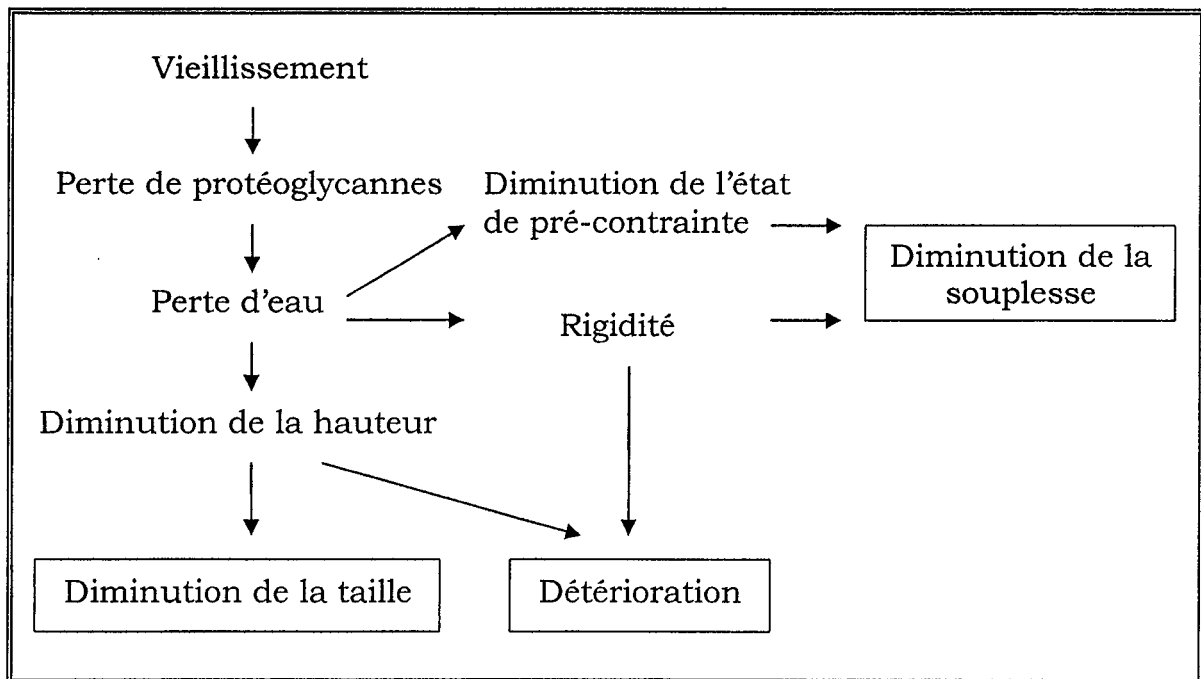 Vieillissement
Perte de protéoglycannes
Diminution de l'état
de pré-contrainte
Diminution de la
souplesse
Perte d'eau
Rigidité
Diminution de la hauteur
Diminution de la taille
Détérioration